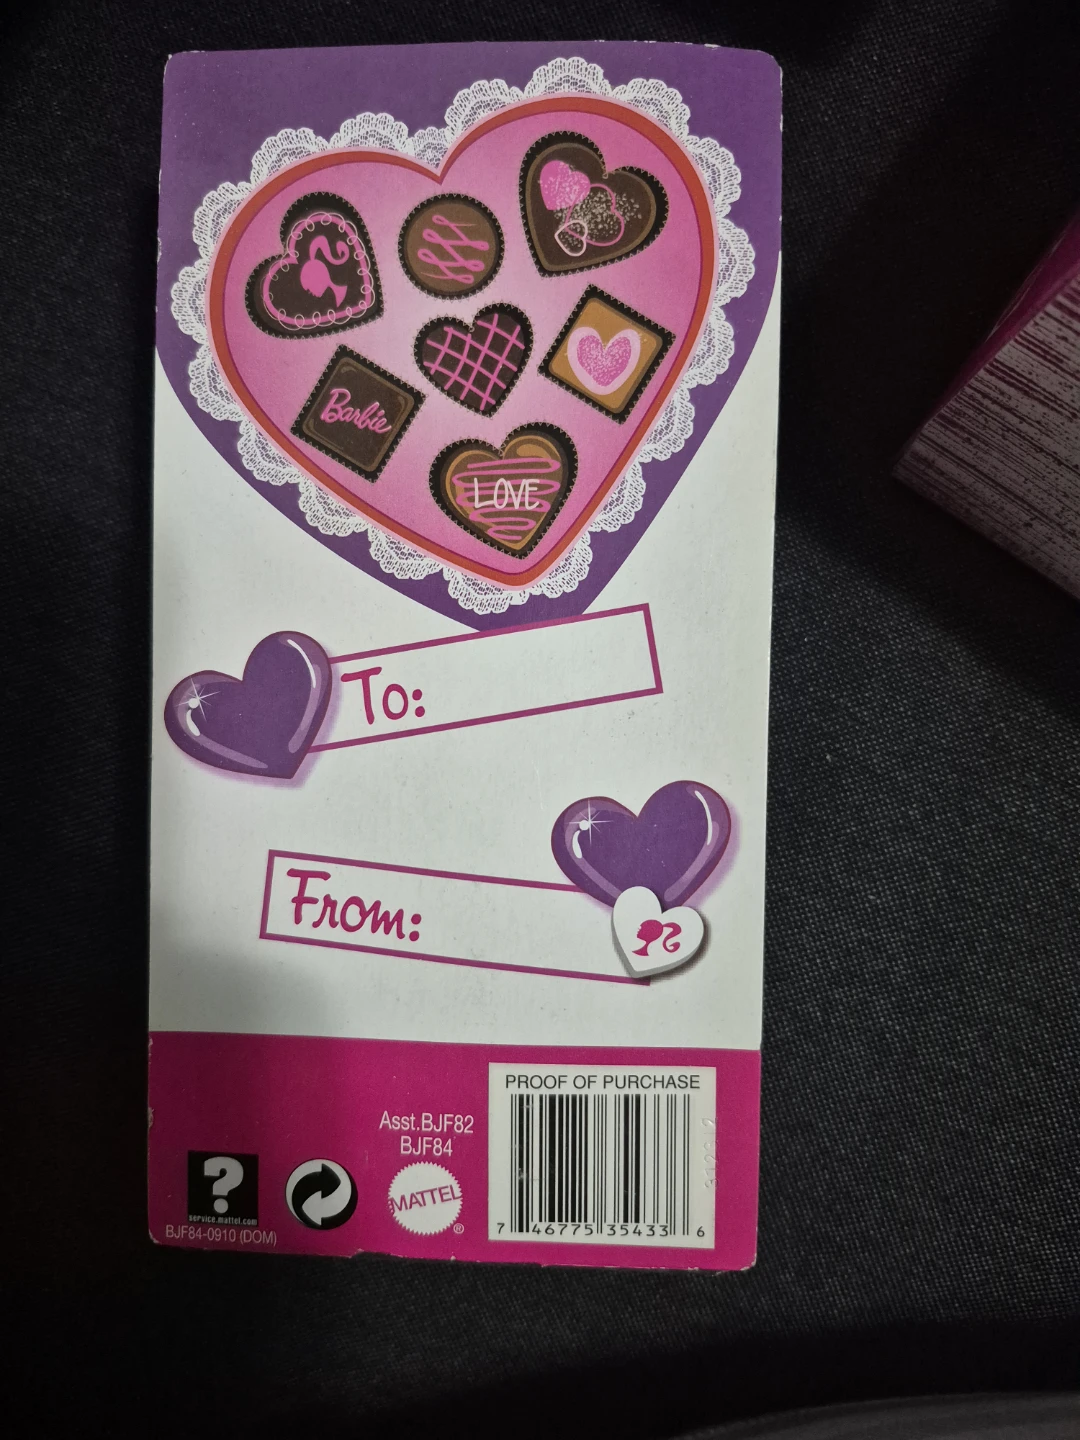 Barbie
LOVE
To:
From:
PROOF OF PURCHASE
Asst.BJF82
BJF84
MATTEL
®
?
service.mattel.com
BJF84-0910 (DOM)
7 46775 35433 6